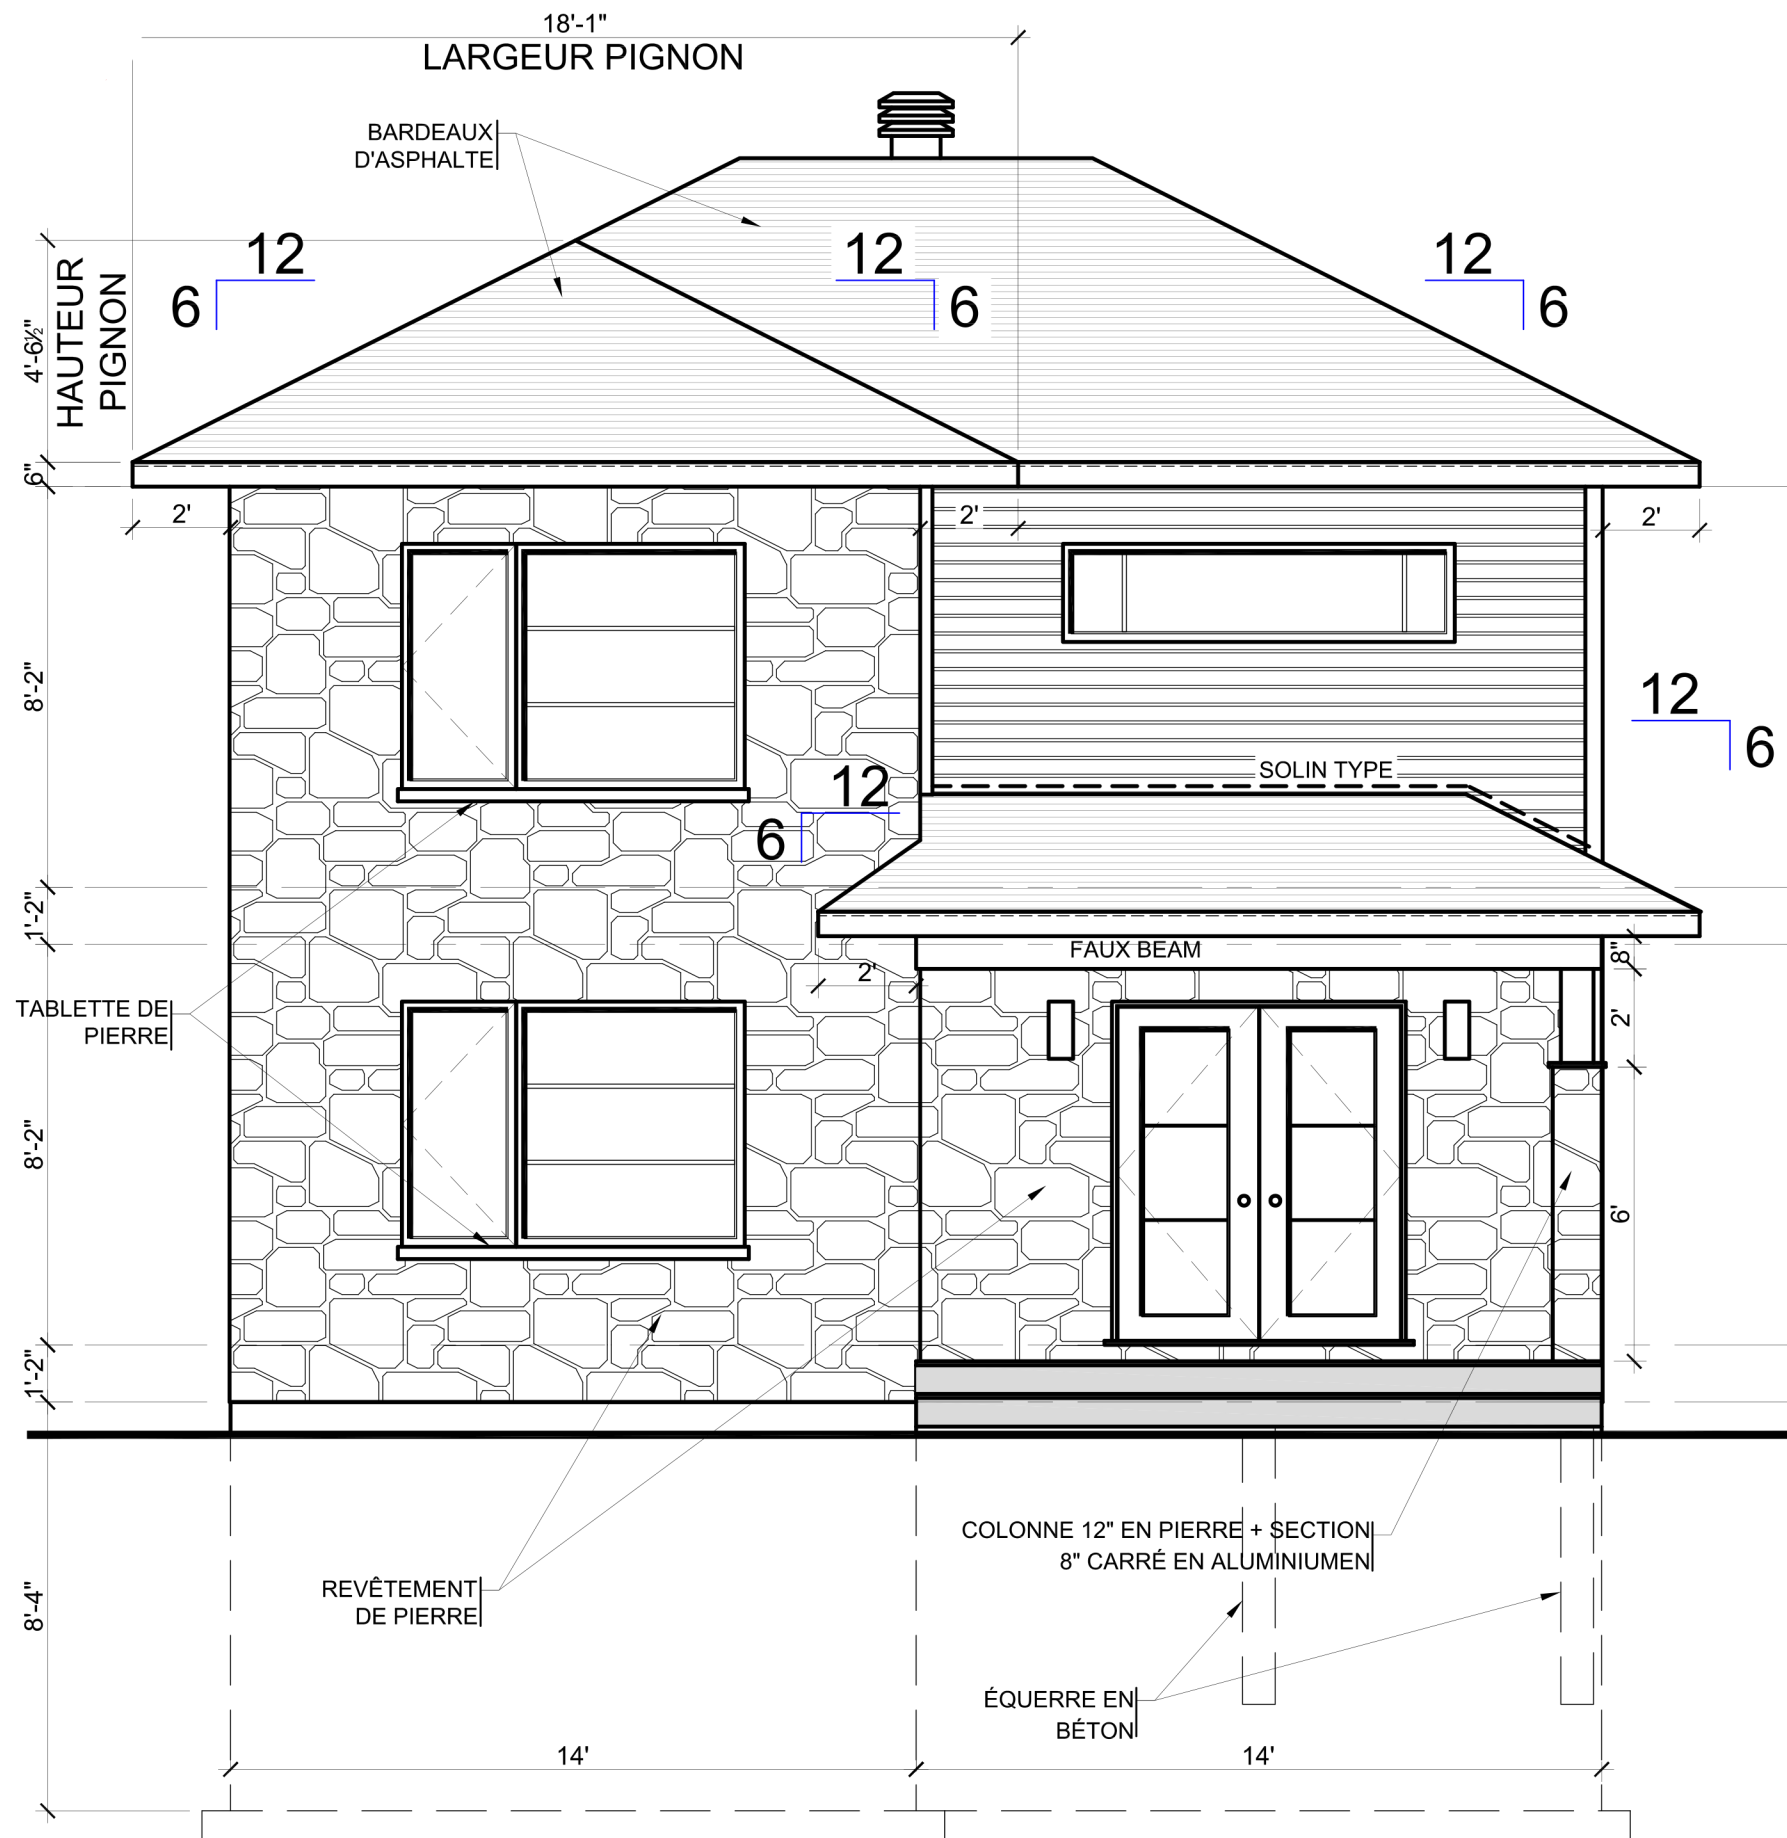 18'-1"
LARGEUR PIGNON
BARDEAUX
D'ASPHALTE
12
6
12
6
12
6
HAUTEUR
PIGNON
4'-6½"
6"
2'
2'
2'
8'-2"
12
6
SOLIN TYPE
12
6
1'-2"
FAUX BEAM
8"
2'
TABLETTE DE
PIERRE
2'
8'-2"
6'
1'-2"
COLONNE 12" EN PIERRE + SECTION
8" CARRÉ EN ALUMINIUMEN
REVÊTEMENT
DE PIERRE
8'-4"
ÉQUERRE EN
BÉTON
14'
14'